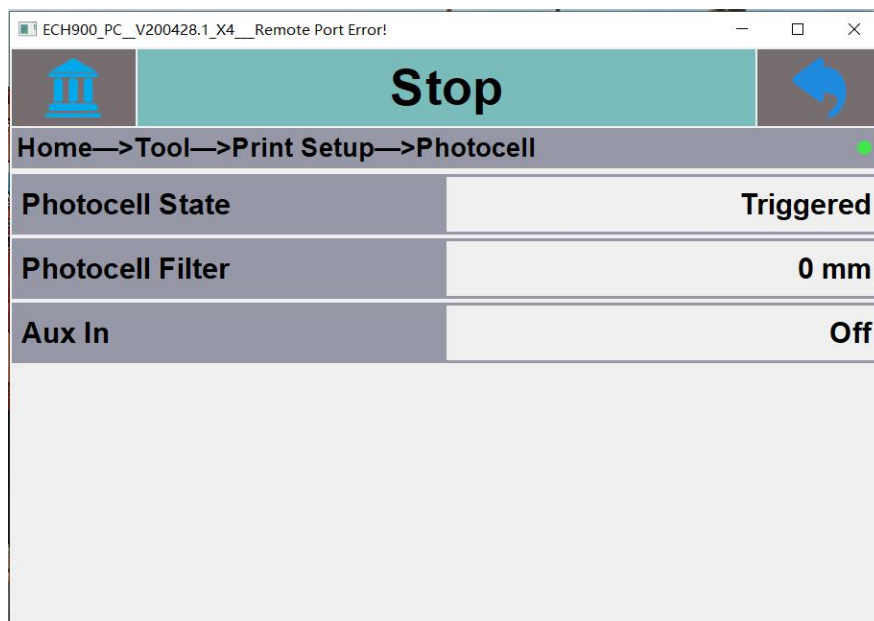 ECH900_PC__V200428.1_X4___Remote Port Error!
Stop
Home—>Tool—>Print Setup—>Photocell
Photocell State Triggered
Photocell Filter 0 mm
Aux In Off